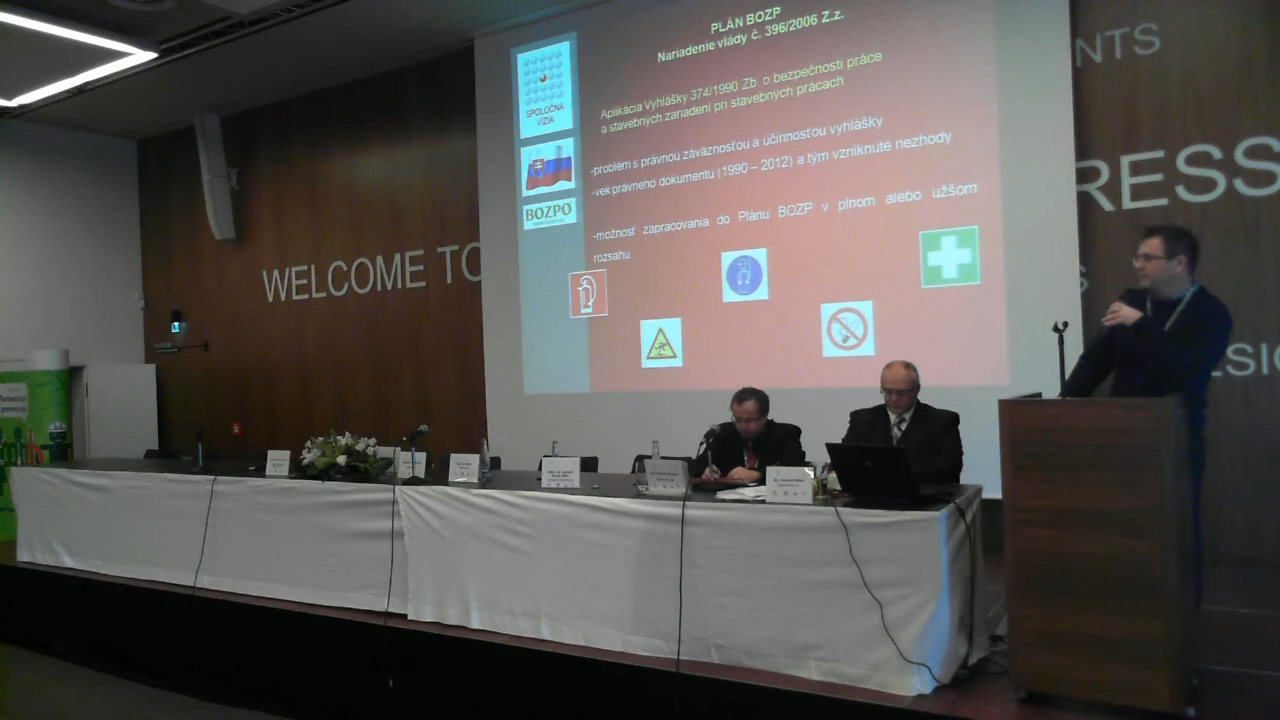 PLÁN BOZP
Nariadenie vlády č. 396/2006 Z.z.
Aplikácia Vyhlášky 374/1990 Zb. o bezpečnosti práce
a stavebných zariadení pri stavebných prácach
-problém s právnou záväznosťou a účinnosťou vyhlášky
-vek právneho dokumentu (1990 – 2012) a tým vzniknuté nezhody
-možnosť zapracovania do Plánu BOZP v plnom alebo užšom
rozsahu
SPOLOČNÁ
VÍZIA
BOZPO
WELCOME TO
NTS
RESS
S
ESIG